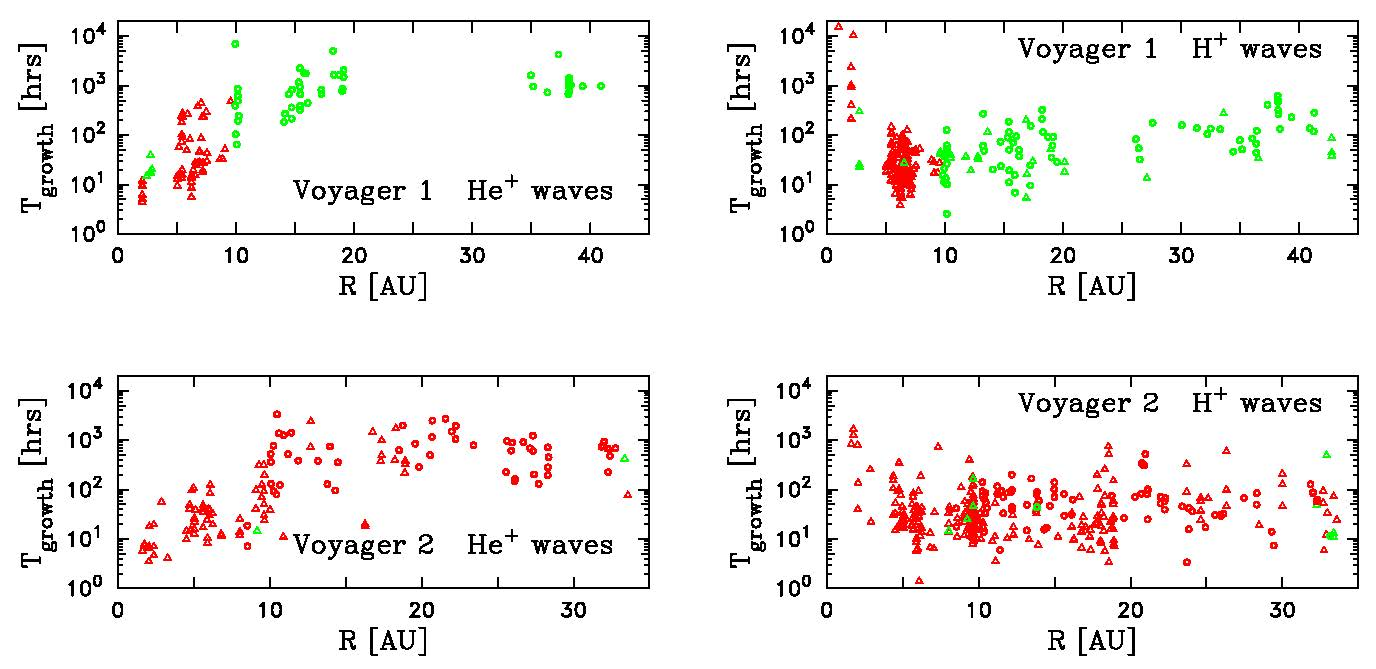 10⁴
10³
10²
10¹
10⁰
T_growth [hrs]
Voyager 1 He⁺ waves
0 10 20 30 40
R [AU]
10⁴
10³
10²
10¹
10⁰
T_growth [hrs]
Voyager 1 H⁺ waves
0 10 20 30 40
R [AU]
10⁴
10³
10²
10¹
10⁰
T_growth [hrs]
Voyager 2 He⁺ waves
0 10 20 30
R [AU]
10⁴
10³
10²
10¹
10⁰
T_growth [hrs]
Voyager 2 H⁺ waves
0 10 20 30
R [AU]